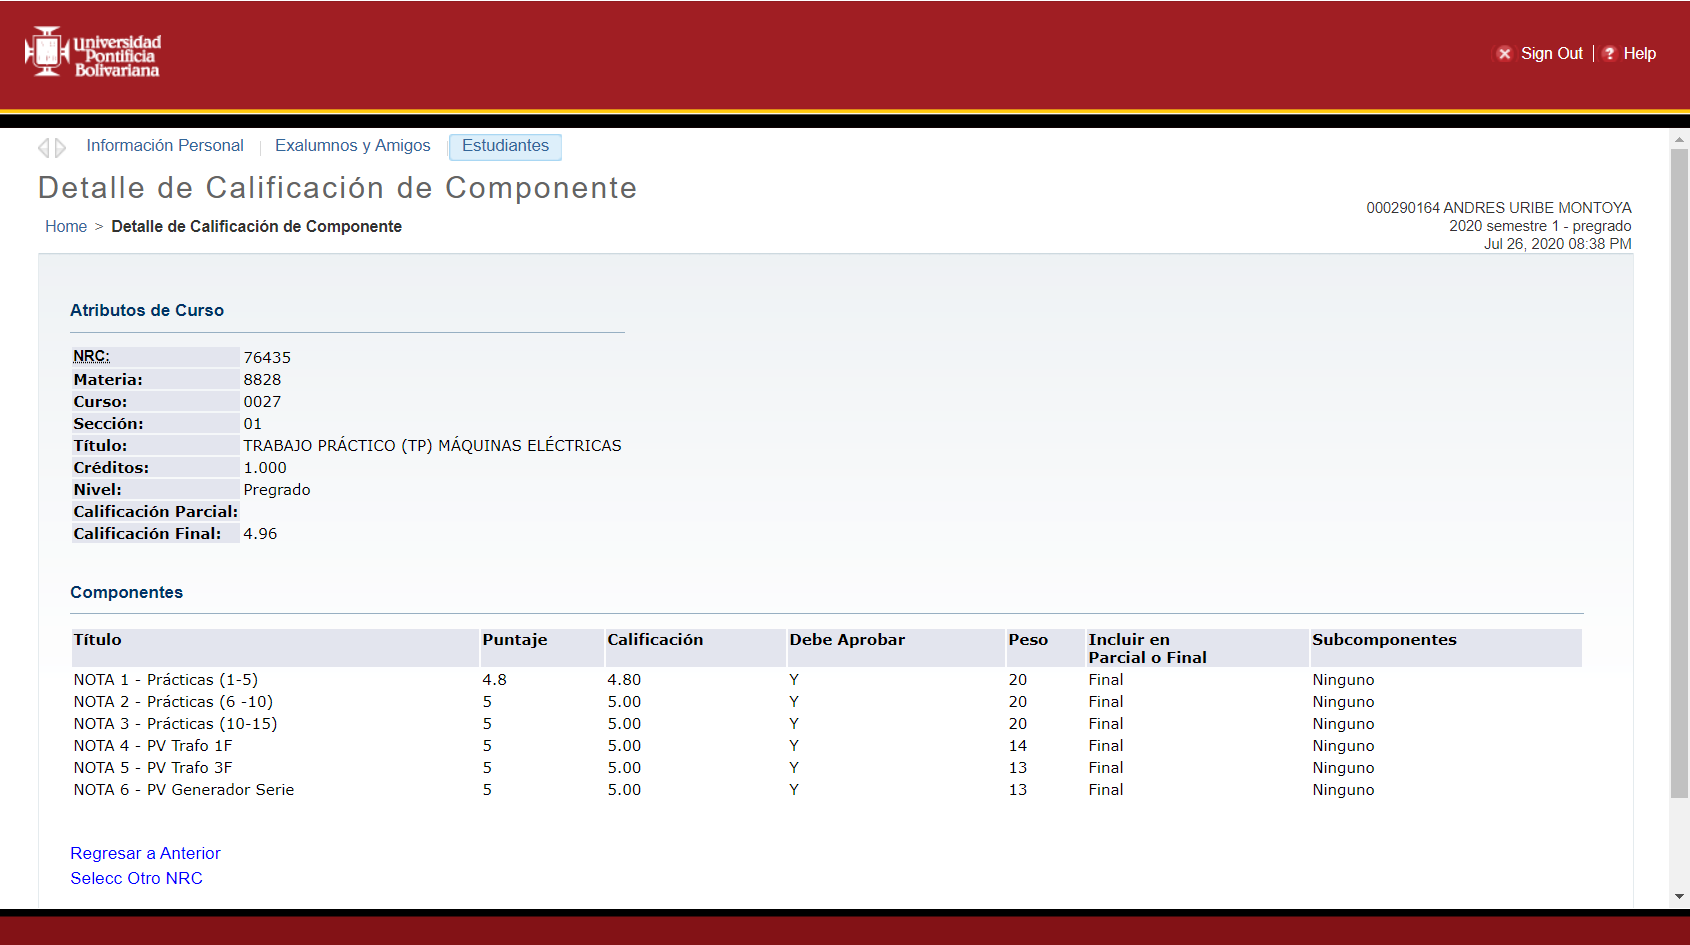 Universidad
Pontificia
Bolivariana
Sign Out | Help
Información Personal | Exalumnos y Amigos | Estudiantes
Detalle de Calificación de Componente
000290164 ANDRES URIBE MONTOYA
Home > Detalle de Calificación de Componente
2020 semestre 1 - pregrado
Jul 26, 2020 08:38 PM
Atributos de Curso
NRC: 76435
Materia: 8828
Curso: 0027
Sección: 01
Título: TRABAJO PRÁCTICO (TP) MÁQUINAS ELÉCTRICAS
Créditos: 1.000
Nivel: Pregrado
Calificación Parcial:
Calificación Final: 4.96
Componentes
Título Puntaje Calificación Debe Aprobar Peso Incluir en Subcomponentes
Parcial o Final
NOTA 1 - Prácticas (1-5) 4.8 4.80 Y 20 Final Ninguno
NOTA 2 - Prácticas (6 -10) 5 5.00 Y 20 Final Ninguno
NOTA 3 - Prácticas (10-15) 5 5.00 Y 20 Final Ninguno
NOTA 4 - PV Trafo 1F 5 5.00 Y 14 Final Ninguno
NOTA 5 - PV Trafo 3F 5 5.00 Y 13 Final Ninguno
NOTA 6 - PV Generador Serie 5 5.00 Y 13 Final Ninguno
Regresar a Anterior
Selecc Otro NRC